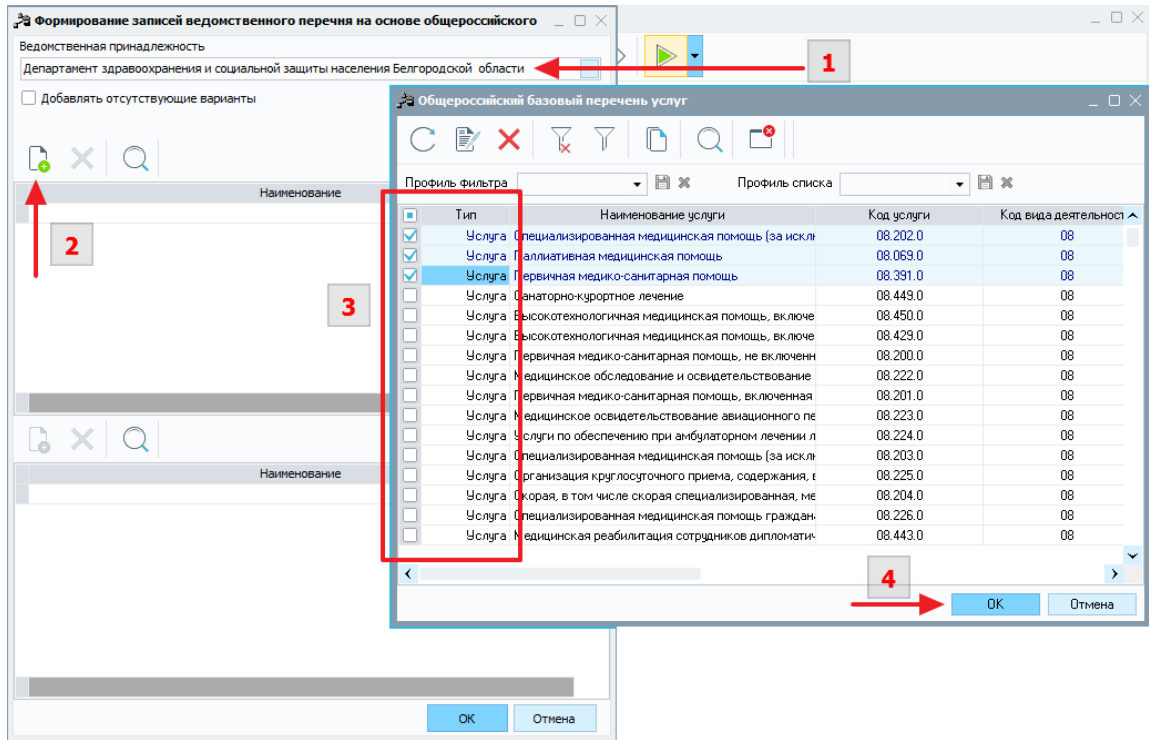 Формирование записей ведомственного перечня на основе общероссийского
Ведомственная принадлежность
Департамент здравоохранения и социальной защиты населения Белгородской области
1
Добавлять отсутствующие варианты
Наименование
2
Наименование
ОК Отмена
Общероссийский базовый перечень услуг
Профиль фильтра Профиль списка
3
Тип Наименование услуги Код услуги Код вида деятельност
Услуга Специализированная медицинская помощь (за искл 08.202.0 08
Услуга Паллиативная медицинская помощь 08.069.0 08
Услуга Первичная медико-санитарная помощь 08.391.0 08
Услуга Санаторно-курортное лечение 08.449.0 08
Услуга Высокотехнологичная медицинская помощь, включе 08.450.0 08
Услуга Высокотехнологичная медицинская помощь, включе 08.429.0 08
Услуга Первичная медико-санитарная помощь, не включенн 08.200.0 08
Услуга Медицинское обследование и освидетельствование 08.222.0 08
Услуга Первичная медико-санитарная помощь, включенная 08.201.0 08
Услуга Медицинское освидетельствование авиационного пе 08.223.0 08
Услуга Услуги по обеспечению при амбулаторном лечении л 08.224.0 08
Услуга Специализированная медицинская помощь (за искл 08.203.0 08
Услуга Организация круглосуточного приема, содержания, в 08.225.0 08
Услуга Скорая, в том числе скорая специализированная, ме 08.204.0 08
Услуга Специализированная медицинская помощь граждан 08.226.0 08
Услуга Медицинская реабилитация сотрудников дипломатич 08.443.0 08
4
ОК Отмена